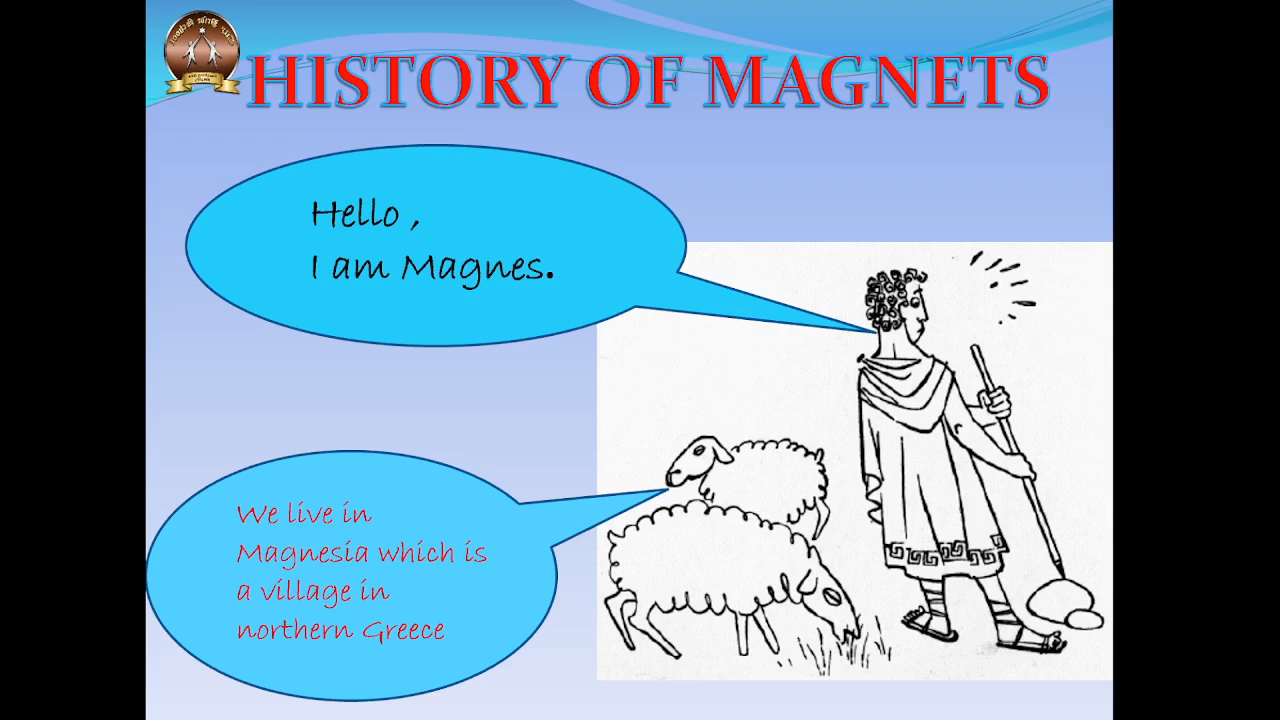 HISTORY OF MAGNETS
Hello ,
I am Magnes.
We live in
Magnesia which is
a village in
northern Greece